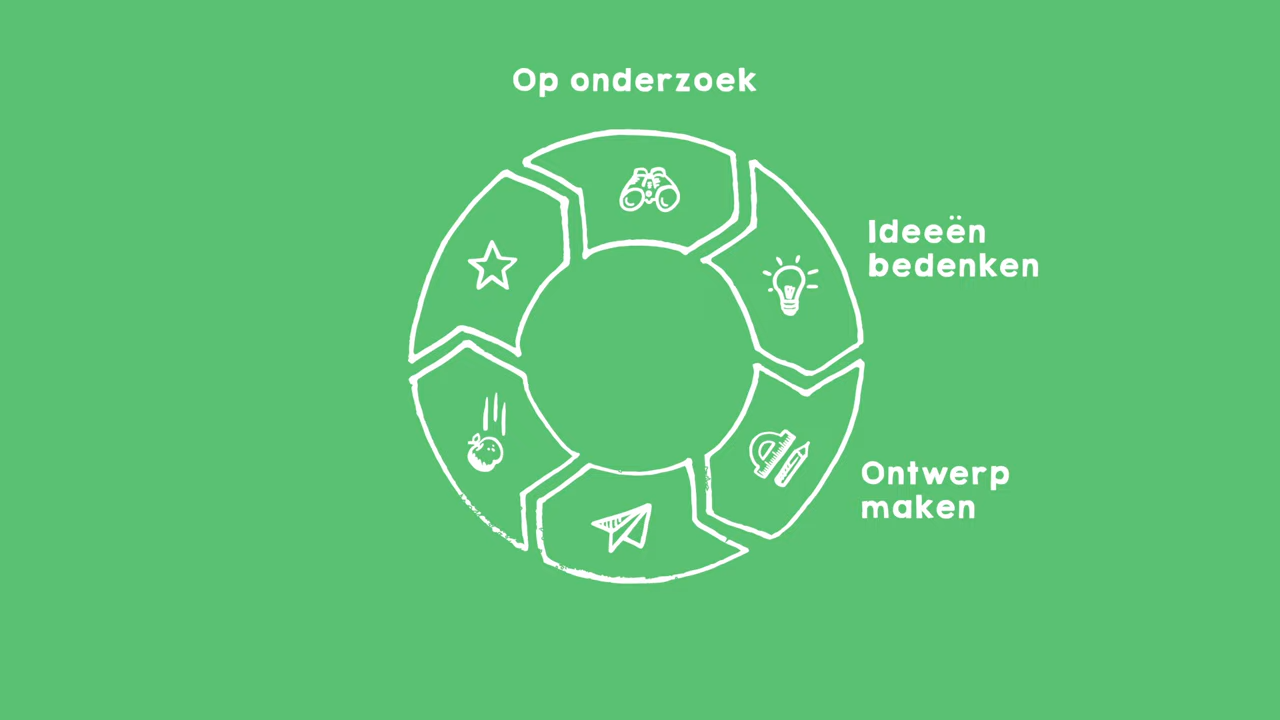 Op onderzoek
Ideeën
bedenken
Ontwerp
maken